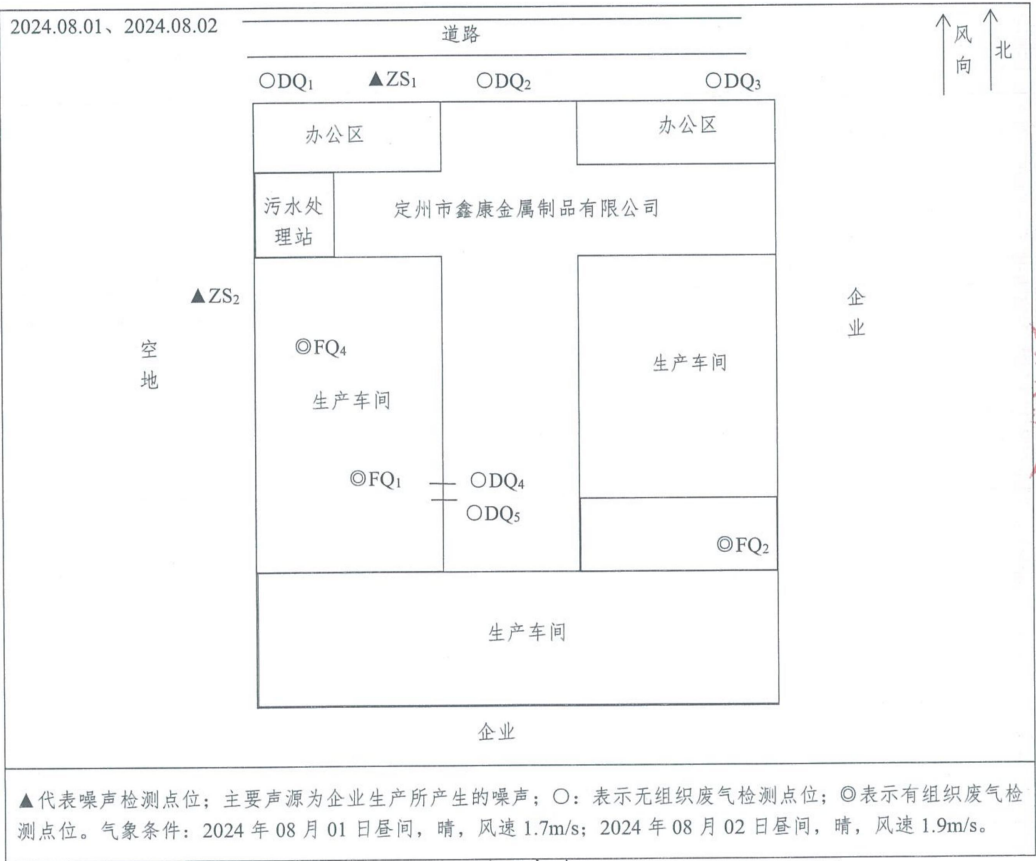 2024.08.01、2024.08.02
道路
风向
北
○DQ₁
▲ZS₁
○DQ₂
○DQ₃
办公区
办公区
污水处
理站
定州市鑫康金属制品有限公司
▲ZS₂
企业
空地
◎FQ₄
生产车间
生产车间
◎FQ₁
○DQ₄
○DQ₅
◎FQ₂
生产车间
企业
▲代表噪声检测点位；主要声源为企业生产所产生的噪声；○：表示无组织废气检测点位；◎表示有组织废气检
测点位。气象条件：2024 年 08 月 01 日昼间，晴，风速 1.7m/s；2024 年 08 月 02 日昼间，晴，风速 1.9m/s。